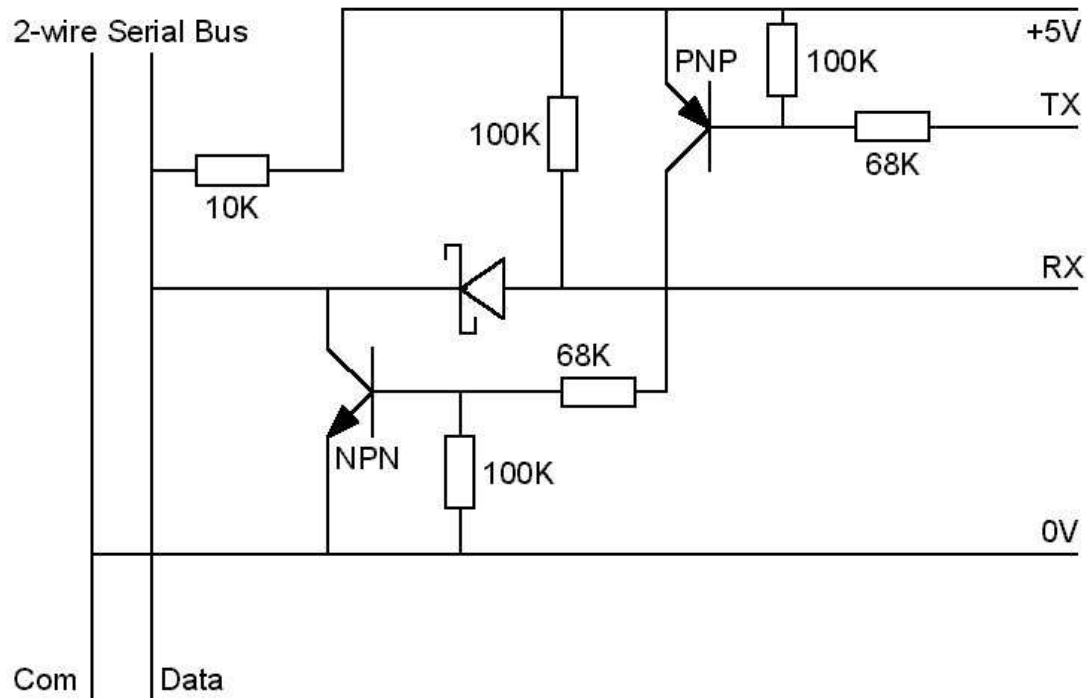 2-wire Serial Bus
+5V
PNP
100K
TX
100K
68K
10K
RX
68K
NPN
100K
0V
Com
Data